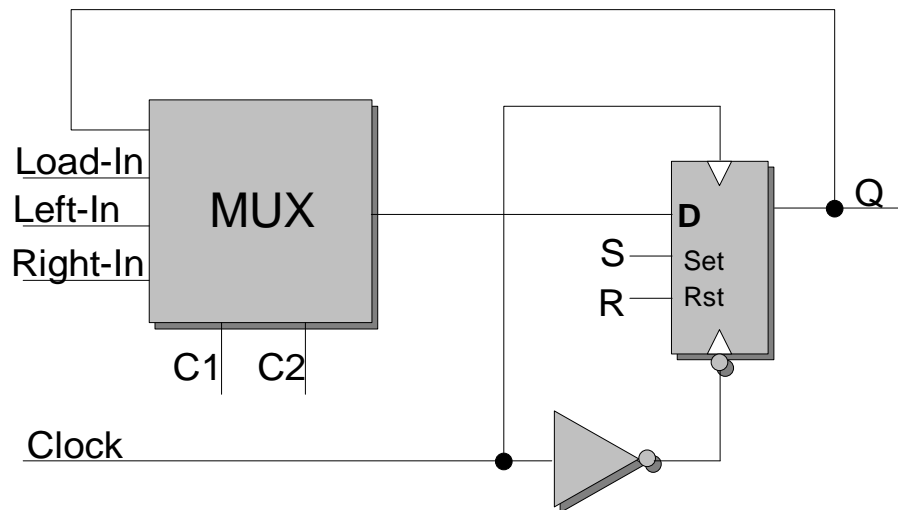 Load-In
Left-In
Right-In
MUX
C1
C2
D
Set
Rst
S
R
Q
Clock